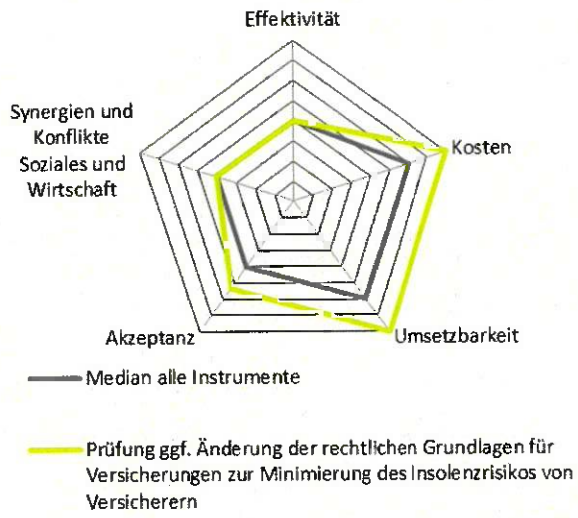 Effektivität
Synergien und
Konflikte
Soziales und
Wirtschaft
Kosten
Akzeptanz
Umsetzbarkeit
Median alle Instrumente
Prüfung ggf. Änderung der rechtlichen Grundlagen für
Versicherungen zur Minimierung des Insolenzrisikos von
Versicherern